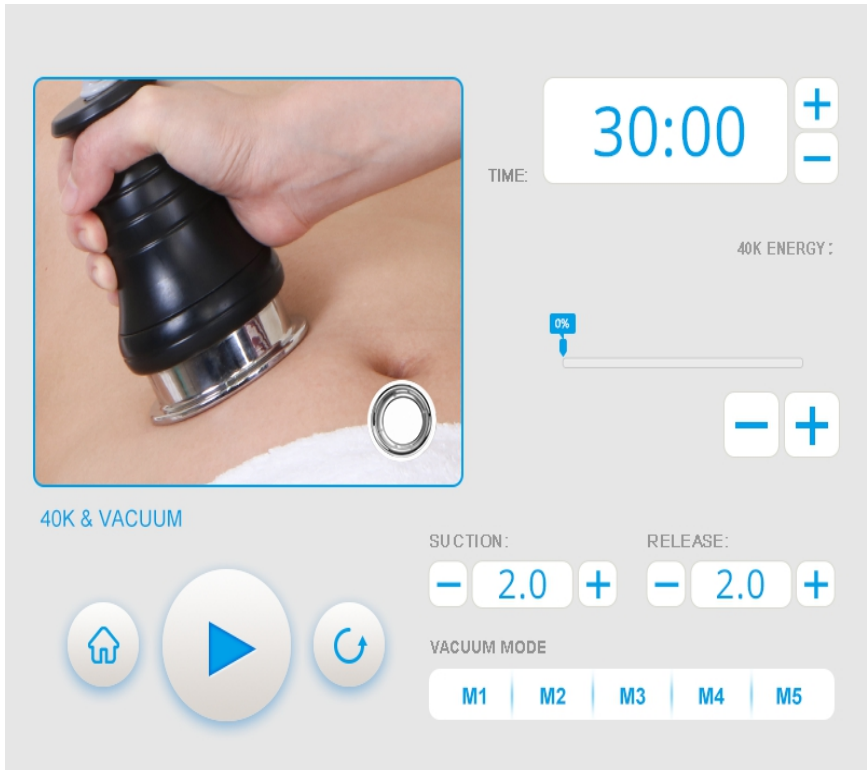 30:00
TIME:
40K ENERGY:
0%
40K & VACUUM
SUCTION:
RELEASE:
2.0
2.0
VACUUM MODE
M1 M2 M3 M4 M5